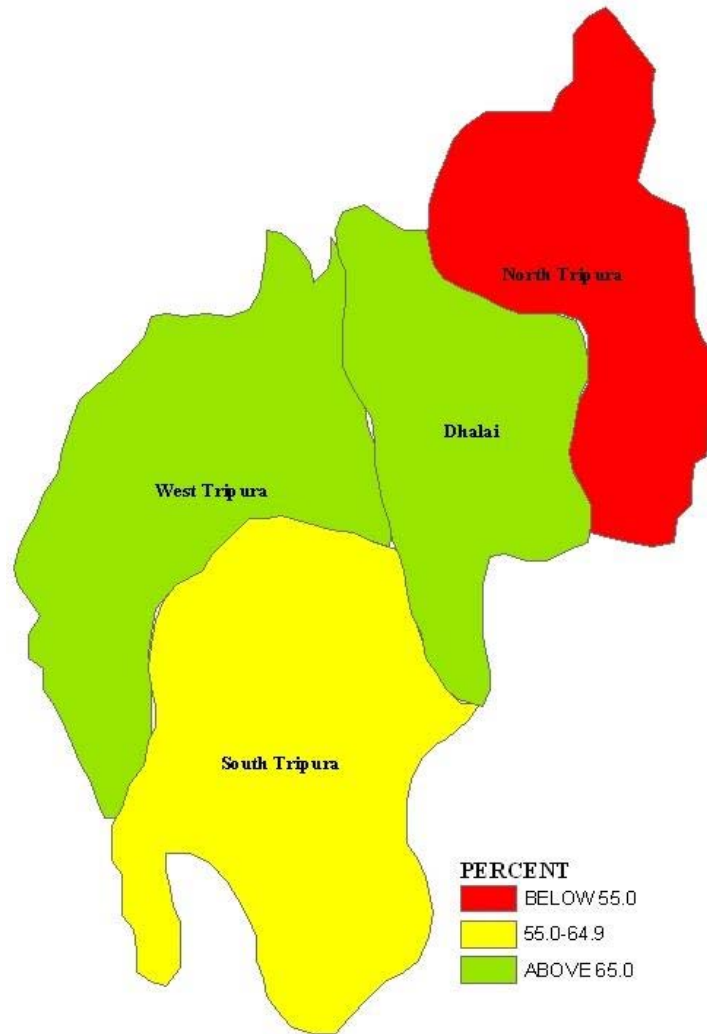 North Tripura
Dhalai
West Tripura
South Tripura
PERCENT
BELOW 55.0
55.0-64.9
ABOVE 65.0